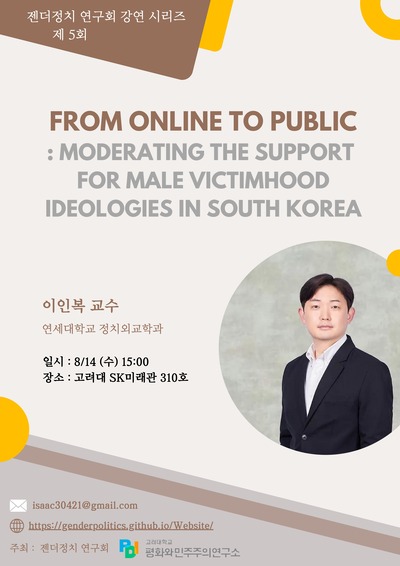 젠더정치 연구회 강연 시리즈
제 5회
FROM ONLINE TO PUBLIC
: MODERATING THE SUPPORT
FOR MALE VICTIMHOOD
IDEOLOGIES IN SOUTH KOREA
이인복 교수
연세대학교 정치외교학과
일시 : 8/14 (수) 15:00
장소 : 고려대 SK미래관 310호
isaac30421@gmail.com
https://genderpolitics.github.io/Website/
주최 : 젠더정치 연구회
PDI
고려대학교
평화와민주주의연구소